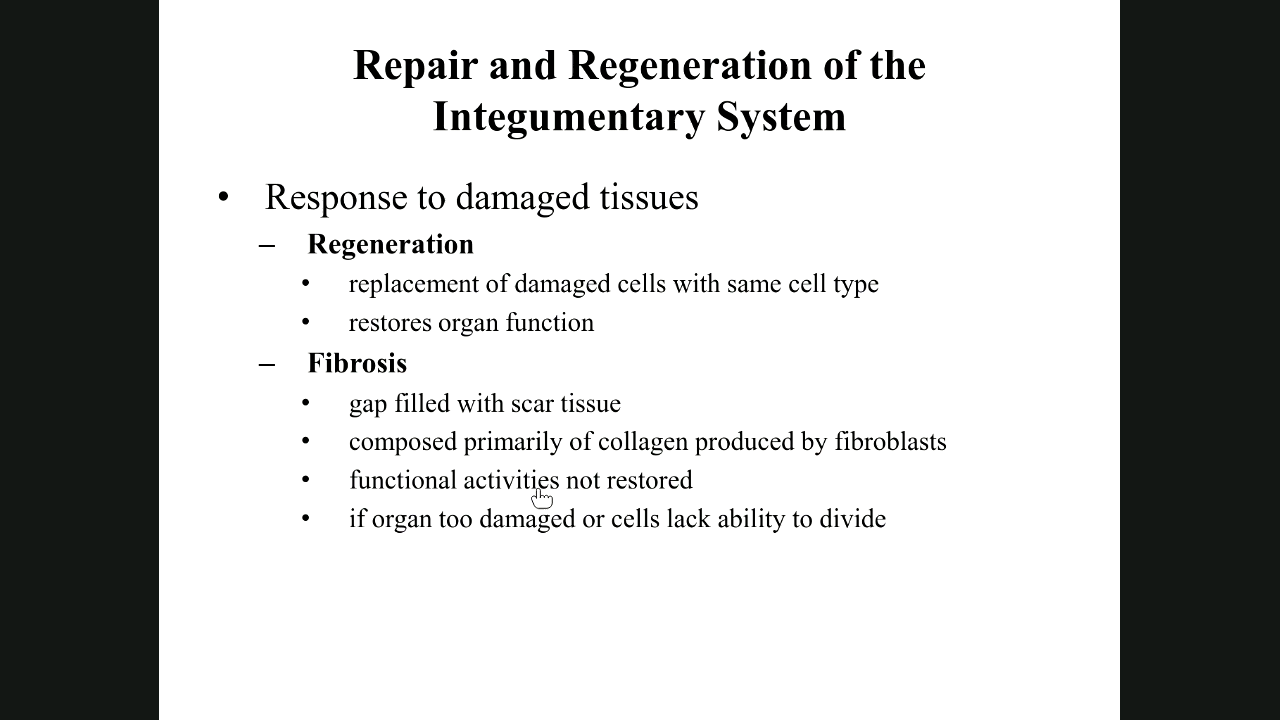 Repair and Regeneration of the
Integumentary System
• Response to damaged tissues
– Regeneration
• replacement of damaged cells with same cell type
• restores organ function
– Fibrosis
• gap filled with scar tissue
• composed primarily of collagen produced by fibroblasts
• functional activities not restored
• if organ too damaged or cells lack ability to divide